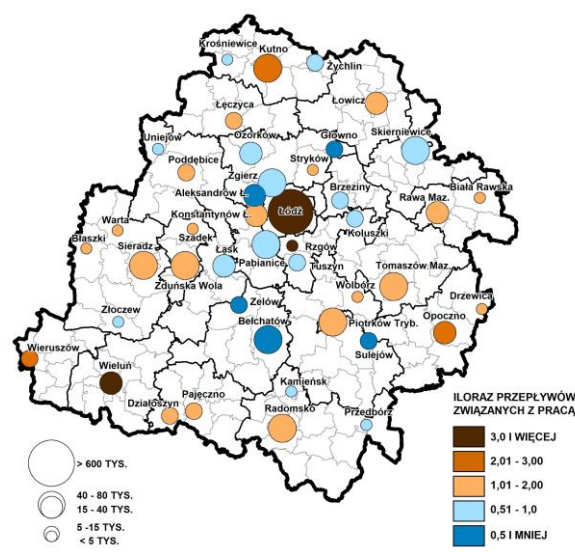 Krośniewice
Kutno
Żychlin
Łęczyca
Łowicz
Uniejów
Ozorków
Głowno
Skierniewice
Poddębice
Zgierz
Stryków
Aleksandrów Ł.
Brzeziny
Rawa Maz.
Biała Rawska
Warta
Konstantynów Ł.
Łódź
Koluszki
Błaszki
Sieradz
Szadek
Rzgów
Łask
Pabianice
Tuszyn
Zduńska Wola
Wolbórz
Tomaszów Maz.
Drzewica
Złoczew
Zelów
Bełchatów
Piotrków Tryb.
Opoczno
Sulejów
Wieruszów
Wieluń
Kamieńsk
Działoszyn
Pajęczno
Radomsko
Przedbórz
ILORAZ PRZEPŁYWÓW
ZWIĄZANYCH Z PRACĄ
3,0 I WIĘCEJ
2,01 - 3,00
1,01 - 2,00
0,51 - 1,0
0,5 I MNIEJ
> 600 TYS.
40 - 80 TYS.
15 - 40 TYS.
5 -15 TYS.
< 5 TYS.